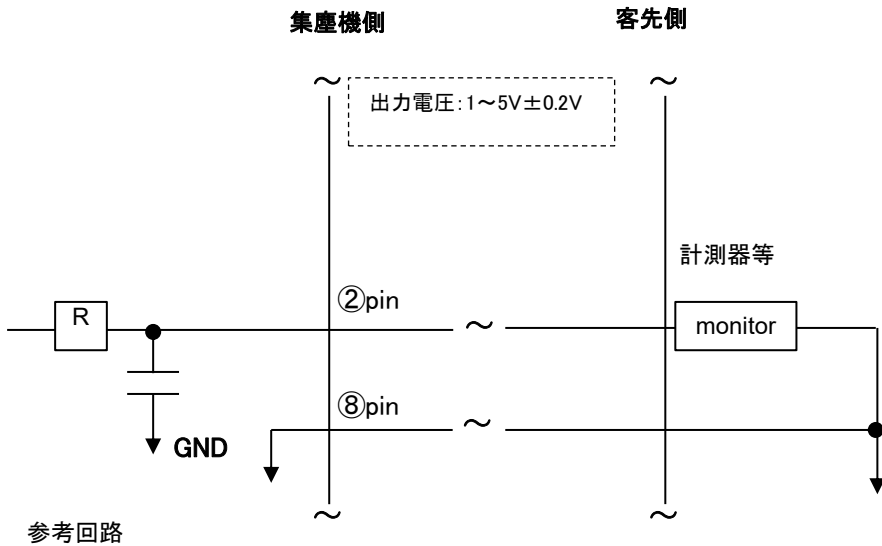 集塵機側
客先側
出力電圧:1～5V±0.2V
計測器等
R
②pin
monitor
⑧pin
GND
参考回路